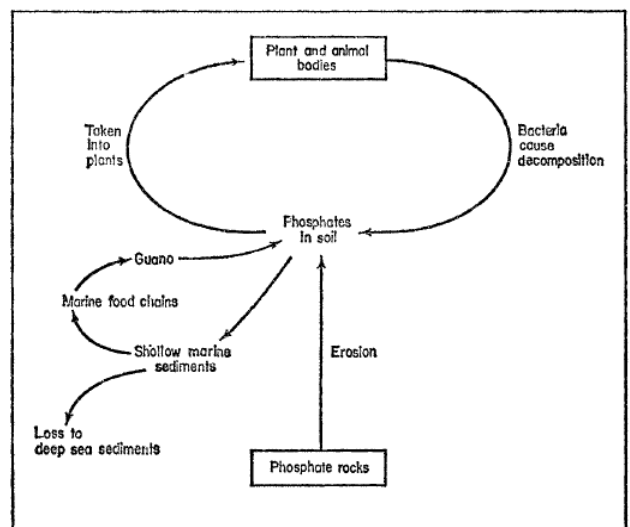 Plant and animal
bodies
Taken
into
plants
Bacteria
cause
decomposition
Phosphates
in soil
Guano
Marine food chains
Shallow marine
sediments
Erosion
Loss to
deep sea sediments
Phosphate rocks